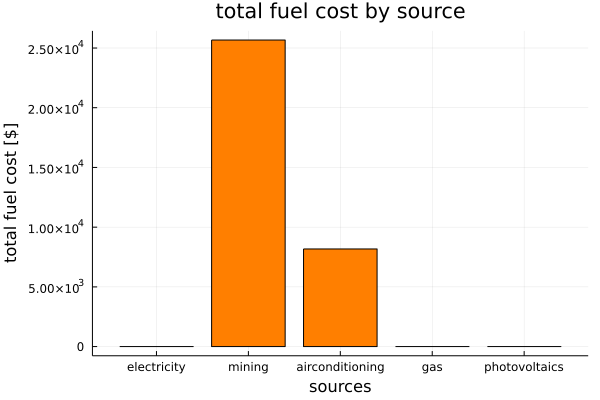 total fuel cost by source
total fuel cost [$]
2.50×10⁴
2.00×10⁴
1.50×10⁴
1.00×10⁴
5.00×10³
0
electricity mining airconditioning gas photovoltaics
sources